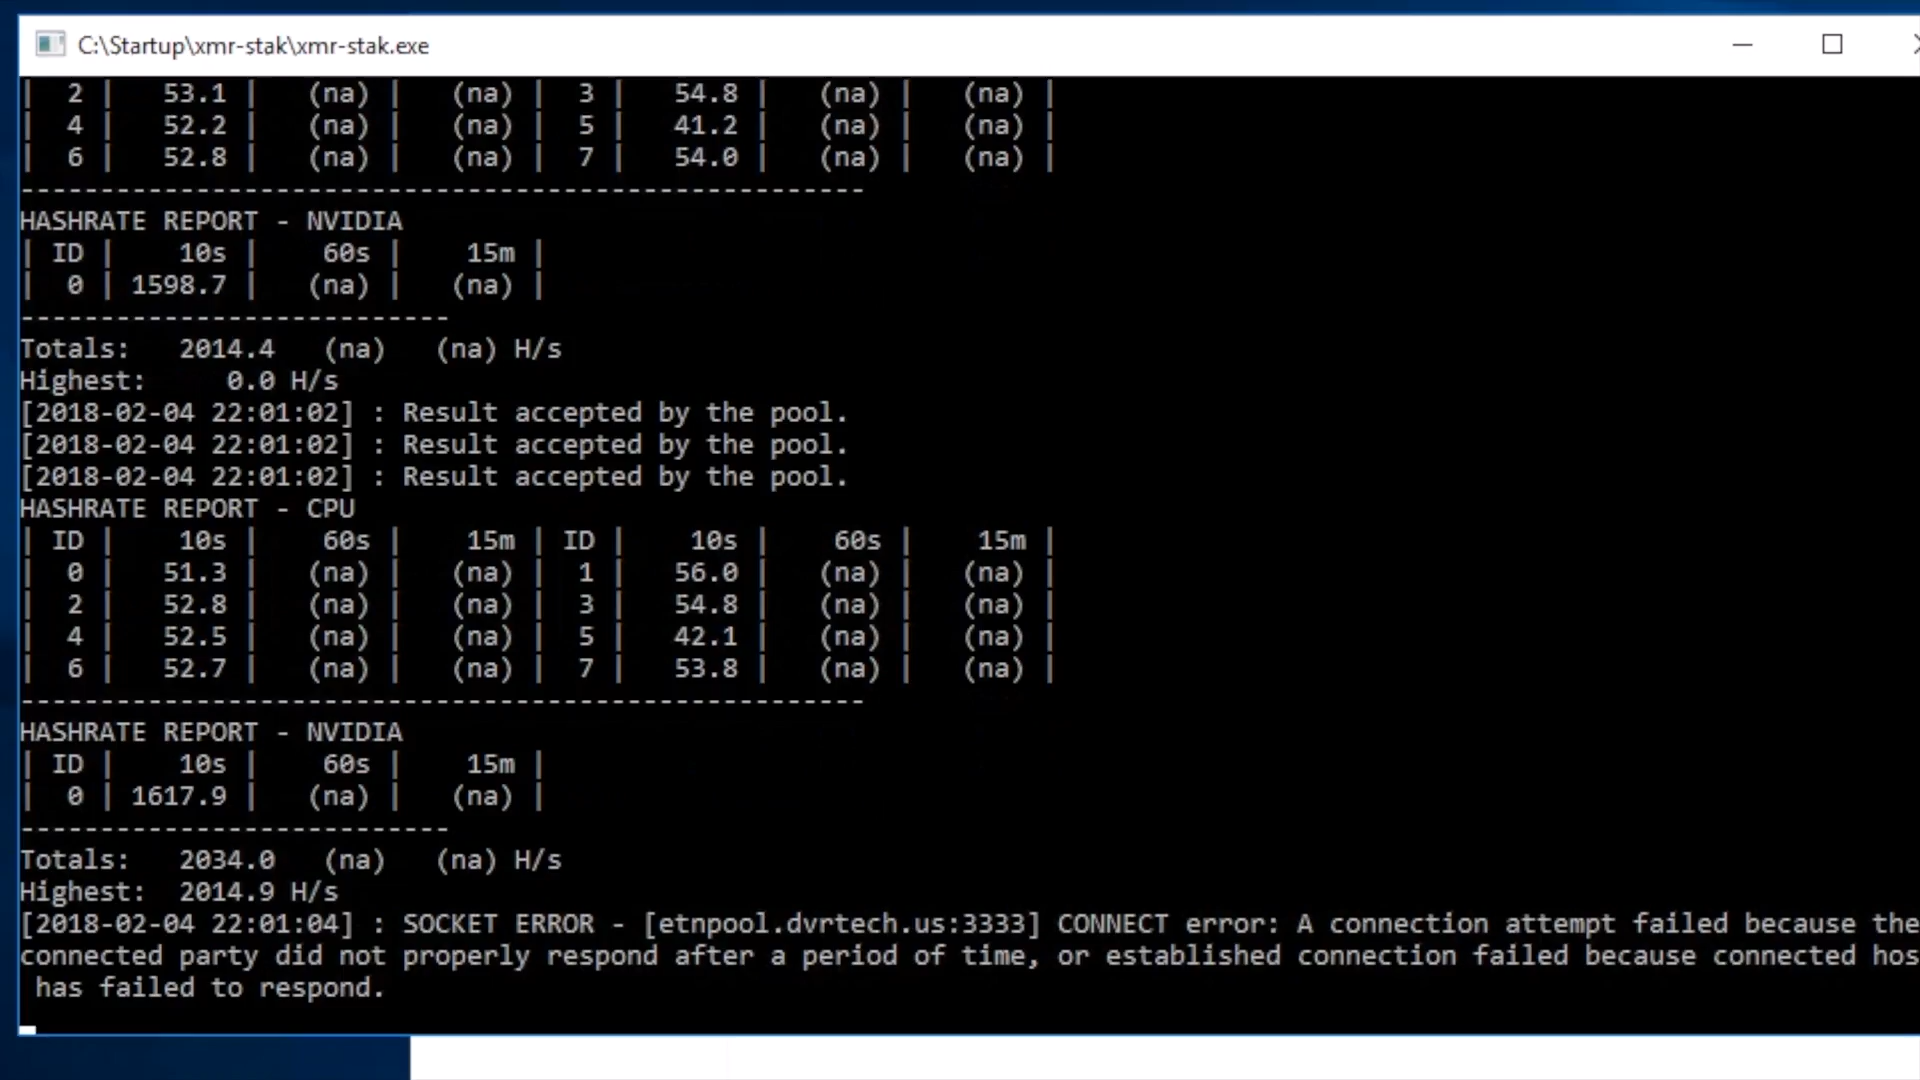 C:\Startup\xmr-stak\xmr-stak.exe
| 2 | 53.1 | (na) | (na) | 3 | 54.8 | (na) | (na) |
| 4 | 52.2 | (na) | (na) | 5 | 41.2 | (na) | (na) |
| 6 | 52.8 | (na) | (na) | 7 | 54.0 | (na) | (na) |
-----------------------------------------------------
HASHRATE REPORT - NVIDIA
| ID | 10s | 60s | 15m |
| 0 | 1598.7 | (na) | (na) |
---------------------------
Totals: 2014.4 (na) (na) H/s
Highest: 0.0 H/s
[2018-02-04 22:01:02] : Result accepted by the pool.
[2018-02-04 22:01:02] : Result accepted by the pool.
[2018-02-04 22:01:02] : Result accepted by the pool.
HASHRATE REPORT - CPU
| ID | 10s | 60s | 15m | ID | 10s | 60s | 15m |
| 0 | 51.3 | (na) | (na) | 1 | 56.0 | (na) | (na) |
| 2 | 52.8 | (na) | (na) | 3 | 54.8 | (na) | (na) |
| 4 | 52.5 | (na) | (na) | 5 | 42.1 | (na) | (na) |
| 6 | 52.7 | (na) | (na) | 7 | 53.8 | (na) | (na) |
-----------------------------------------------------
HASHRATE REPORT - NVIDIA
| ID | 10s | 60s | 15m |
| 0 | 1617.9 | (na) | (na) |
---------------------------
Totals: 2034.0 (na) (na) H/s
Highest: 2014.9 H/s
[2018-02-04 22:01:04] : SOCKET ERROR - [etnpool.dvrtech.us:3333] CONNECT error: A connection attempt failed because the
connected party did not properly respond after a period of time, or established connection failed because connected hos
has failed to respond.